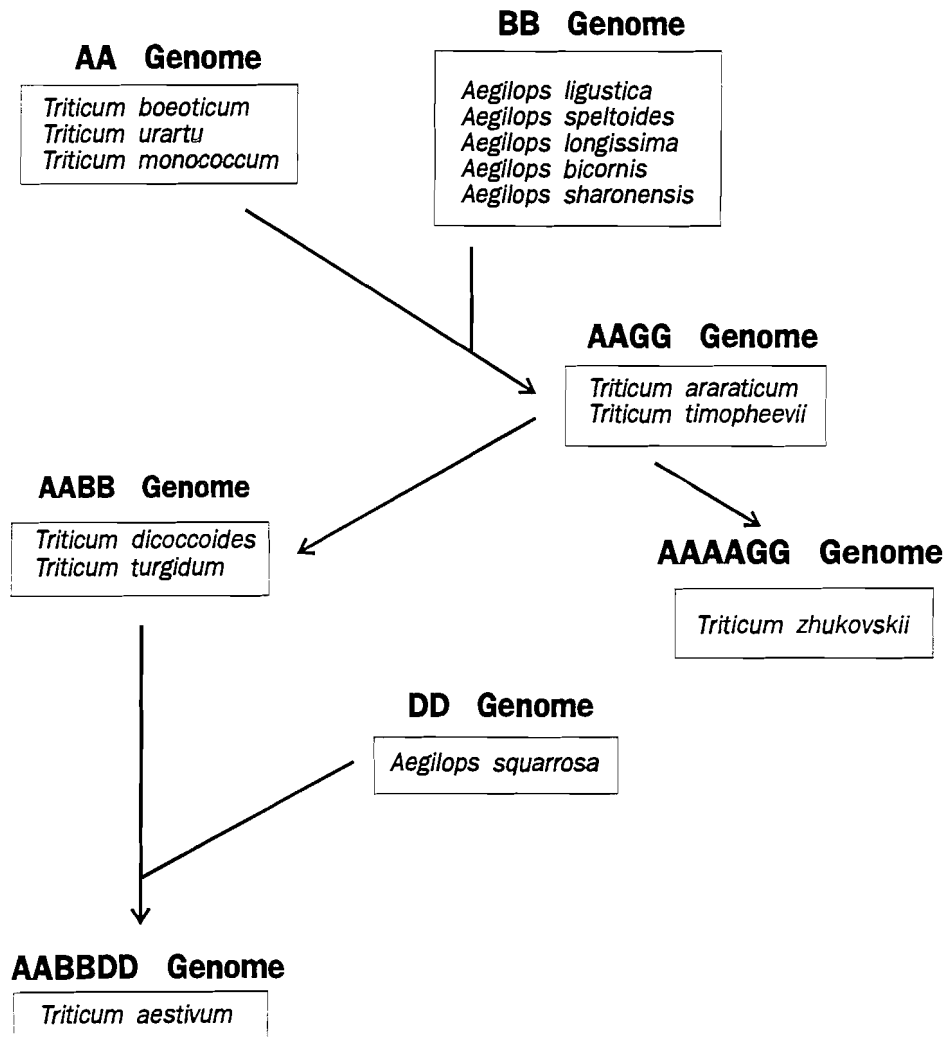 AA Genome
Triticum boeoticum
Triticum urartu
Triticum monococcum
BB Genome
Aegilops ligustica
Aegilops speltoides
Aegilops longissima
Aegilops bicornis
Aegilops sharonensis
AAGG Genome
Triticum araraticum
Triticum timopheevii
AABB Genome
Triticum dicoccoides
Triticum turgidum
AAAAGG Genome
Triticum zhukovskii
DD Genome
Aegilops squarrosa
AABBDD Genome
Triticum aestivum